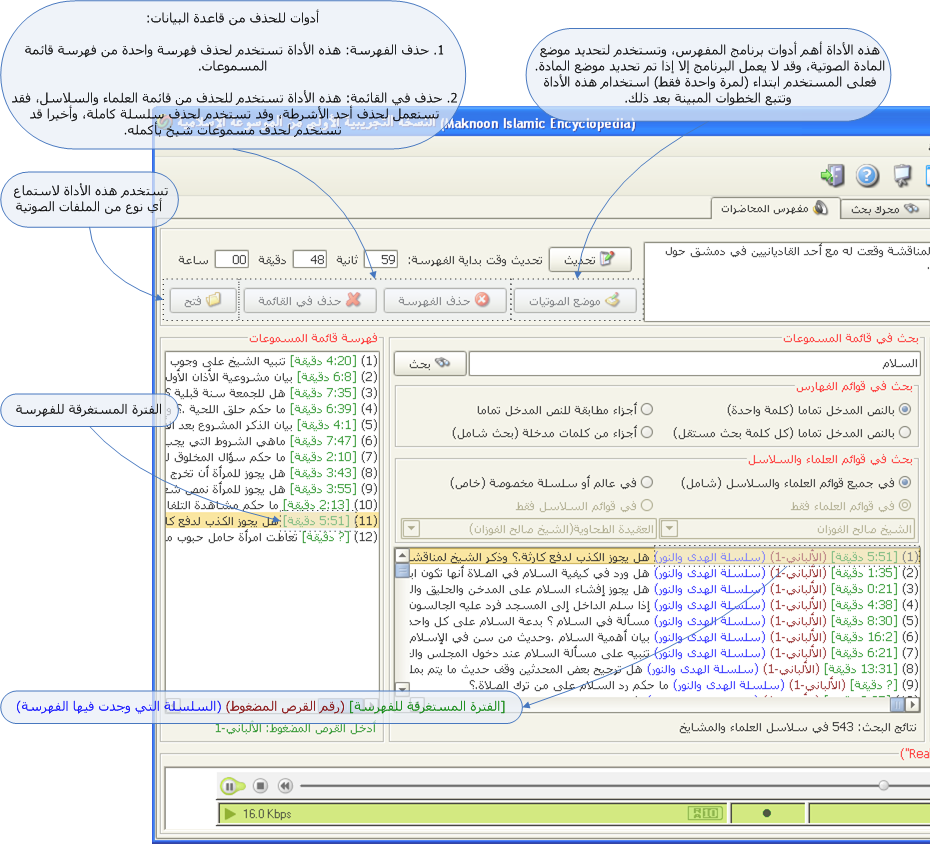 أدوات للحذف من قاعدة البيانات:
1. حذف الفهرسة: هذه الأداة تستخدم لحذف فهرسة واحدة من فهرسة قائمة
المسموعات.
2. حذف في القائمة: هذه الأداة تستخدم للحذف من قائمة العلماء والسلاسل، فقد
تستعمل لحذف أحد الأشرطة، وقد تستخدم لحذف سلسلة كاملة، وأخيرا قد
تستخدم لحذف مسموعات شيخ بأكمله.
هذه الأداة أهم أدوات برنامج المفهرس، وتستخدم لتحديد موضع
المادة الصوتية، وقد لا يعمل البرنامج إلا إذا تم تحديد موضع المادة.
فعلى المستخدم ابتداء (لمرة واحدة فقط) استخدام هذه الأداة
وتتبع الخطوات المبينة بعد ذلك.
(Maknoon Islamic Encyclopedia)
تستخدم هذه الأداة لاستماع
أي نوع من الملفات الصوتية
محرك بحث
مفهرس المحاضرات
لمناقشة وقعت له مع أحد القاديانيين في دمشق حول
تحديث
تحديث وقت بداية الفهرسة: 59 ثانية 48 دقيقة 00 ساعة
موضع الصوتيات
حذف الفهرسة
حذف في القائمة
فتح
بحث في قائمة المسموعات
السلام
بحث
بحث في قوائم الفهارس
بالنص المدخل تماما (كلمة واحدة)
أجزاء مطابقة للنص المدخل تماما
بالنص المدخل تماما (كل كلمة بحث مستقل)
أجزاء من كلمات مدخلة (بحث شامل)
بحث في قوائم العلماء والسلاسل
في جميع قوائم العلماء والسلاسل (شامل)
في عالم أو سلسلة مخصوصة (خاص)
في قوائم العلماء فقط
في قوائم السلاسل فقط
الشيخ صالح الفوزان
العقيدة الطحاوية(الشيخ صالح الفوزان)
(1) [5:51 دقيقة] (الألباني-1) (سلسلة الهدى والنور) هل يجوز الكذب لدفع كارثة.؟ وذكر الشيخ لمناقش
(2) [1:35 دقيقة] (الألباني-1) (سلسلة الهدى والنور) هل ورد في كيفية السلام في الصلاة أنها تكون اب
(3) [0:21 دقيقة] (الألباني-1) (سلسلة الهدى والنور) هل يجوز إفشاء السلام على المدخن والحليق وال
(4) [4:38 دقيقة] (الألباني-1) (سلسلة الهدى والنور) إذا سلم الداخل إلى المسجد فرد عليه الجالسون
(5) [8:30 دقيقة] (الألباني-1) (سلسلة الهدى والنور) مسألة في السلام ؟ بدعة السلام على كل واحد
(6) [16:2 دقيقة] (الألباني-1) (سلسلة الهدى والنور) بيان أهمية السلام .وحديث من سن في الإسلام
(7) [6:21 دقيقة] (الألباني-1) (سلسلة الهدى والنور) تنبيه على مسألة السلام عند دخول المجلس وال
(8) [13:31 دقيقة] (الألباني-1) (سلسلة الهدى والنور) هل ترجيح بعض المحدثين وقف حديث ما يتم بمل
(9) [? دقيقة] (الألباني-1) (سلسلة الهدى والنور) ما حكم رد السلام على من ترك الصلاة.؟
نتائج البحث: 543 في سلاسل العلماء والمشايخ
فهرسة قائمة المسموعات
(1) [4:20 دقيقة] تنبيه الشيخ على وجوب
(2) [6:8 دقيقة] بيان مشروعية الأذان الأول
(3) [7:35 دقيقة] هل للجمعة سنة قبلية ؟
(4) [6:39 دقيقة] ما حكم حلق اللحية .؟ و
(5) [4:1 دقيقة] بيان الذكر المشروع بعد ال
(6) [7:47 دقيقة] ماهي الشروط التي يجب
(7) [2:10 دقيقة] ما حكم سؤال المخلوق ل
(8) [3:43 دقيقة] هل يجوز للمرأة أن تخرج
(9) [3:55 دقيقة] هل يجوز للمرأة نمص شع
(10) [2:13 دقيقة] ما حكم مشاهدة التلفا
(11) [5:51 دقيقة] هل يجوز الكذب لدفع كا
(12) [? دقيقة] تعاطت امرأة حامل حبوب م
الفترة المستغرقة للفهرسة
[الفترة المستغرقة للفهرسة] (رقم القرص المضغوط) (السلسلة التي وجدت فيها الفهرسة)
أدخل القرص المضغوط: الألباني-1
16.0 Kbps